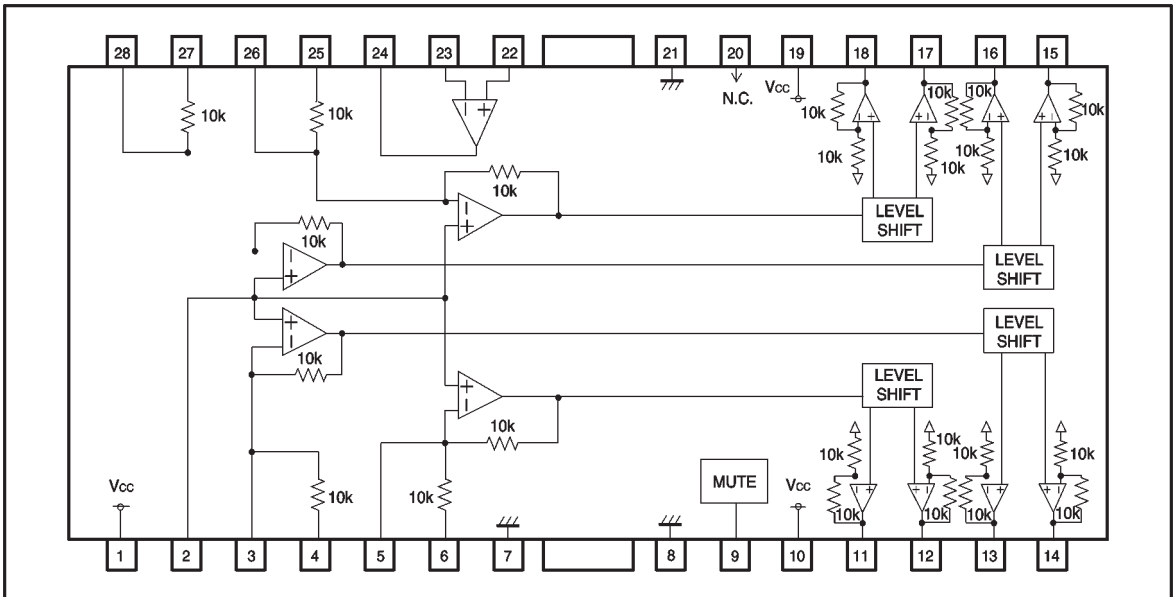 28 27 26 25 24 23 22 21 20 19 18 17 16 15
N.C.
VCC
10k 10k
10k 10k 10k
10k 10k 10k 10k
10k
- +
10k
LEVEL
SHIFT
10k
LEVEL
SHIFT
LEVEL
SHIFT
10k
LEVEL
SHIFT
10k
10k 10k 10k 10k
10k
10k
MUTE
VCC
VCC
10k 10k 10k 10k
1 2 3 4 5 6 7 8 9 10 11 12 13 14